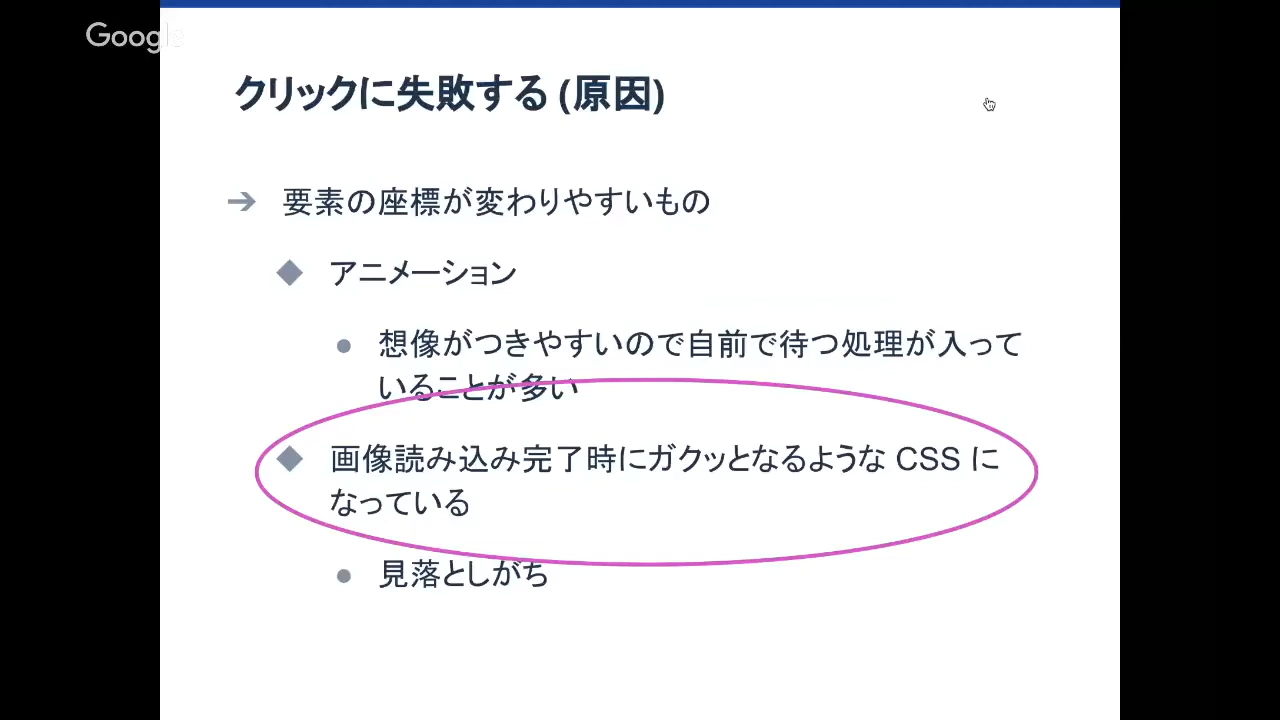 Google
クリックに失敗する (原因)
➔ 要素の座標が変わりやすいもの
◆ アニメーション
● 想像がつきやすいので自前で待つ処理が入って
いることが多い
◆ 画像読み込み完了時にガクッとなるような CSS に
なっている
● 見落としがち